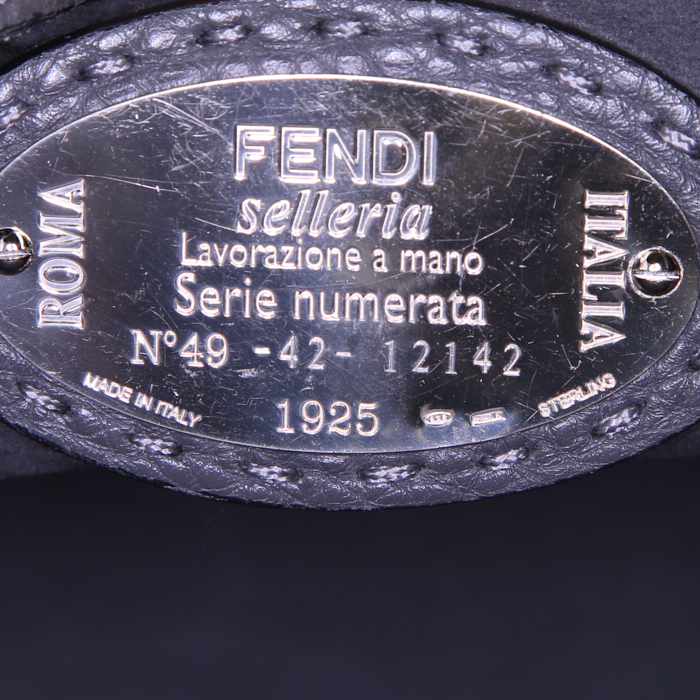 FENDI
selleria
Lavorazione a mano
Serie numerata
N°49 -42- 12142
1925
ROMA
ITALIA
MADE IN ITALY
STERLING